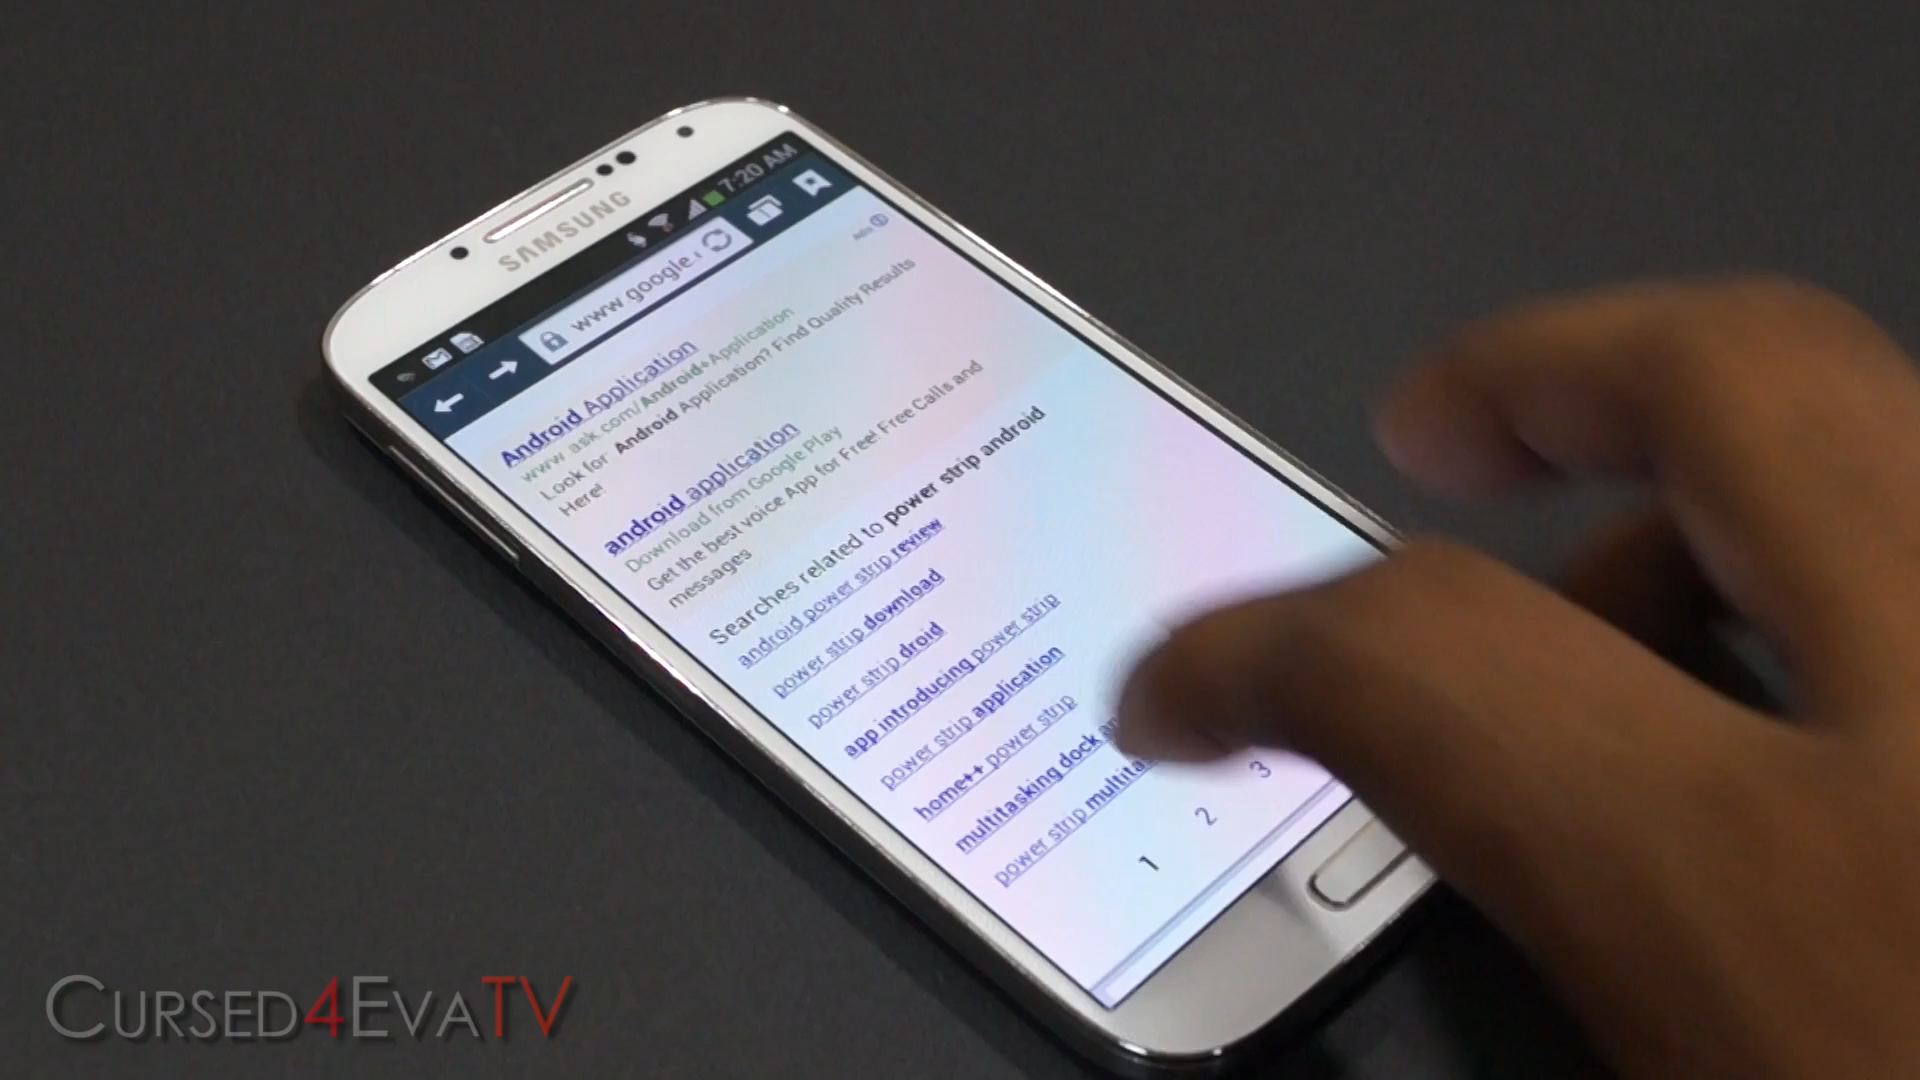 SAMSUNG
7:20 AM
www.google.
Ads
Android Application
www.ask.com/Android+Application
Look for Android Application? Find Quality Results
Here!
android application
Download from Google Play
Get the best voice App for Free! Free Calls and
messages
Searches related to power strip android
android power strip review
power strip download
power strip droid
app introducing power strip
power strip application
home++ power strip
multitasking dock
power strip
1 2 3
CURSED4EVATV